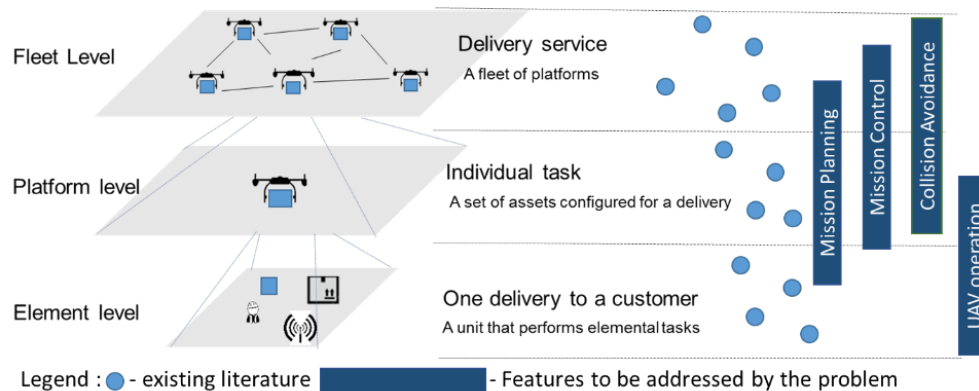 Fleet Level
Delivery service
A fleet of platforms
Platform level
Individual task
A set of assets configured for a delivery
Element level
One delivery to a customer
A unit that performs elemental tasks
Mission Planning
Mission Control
Collision Avoidance
UAV operation
Legend : - existing literature - Features to be addressed by the problem